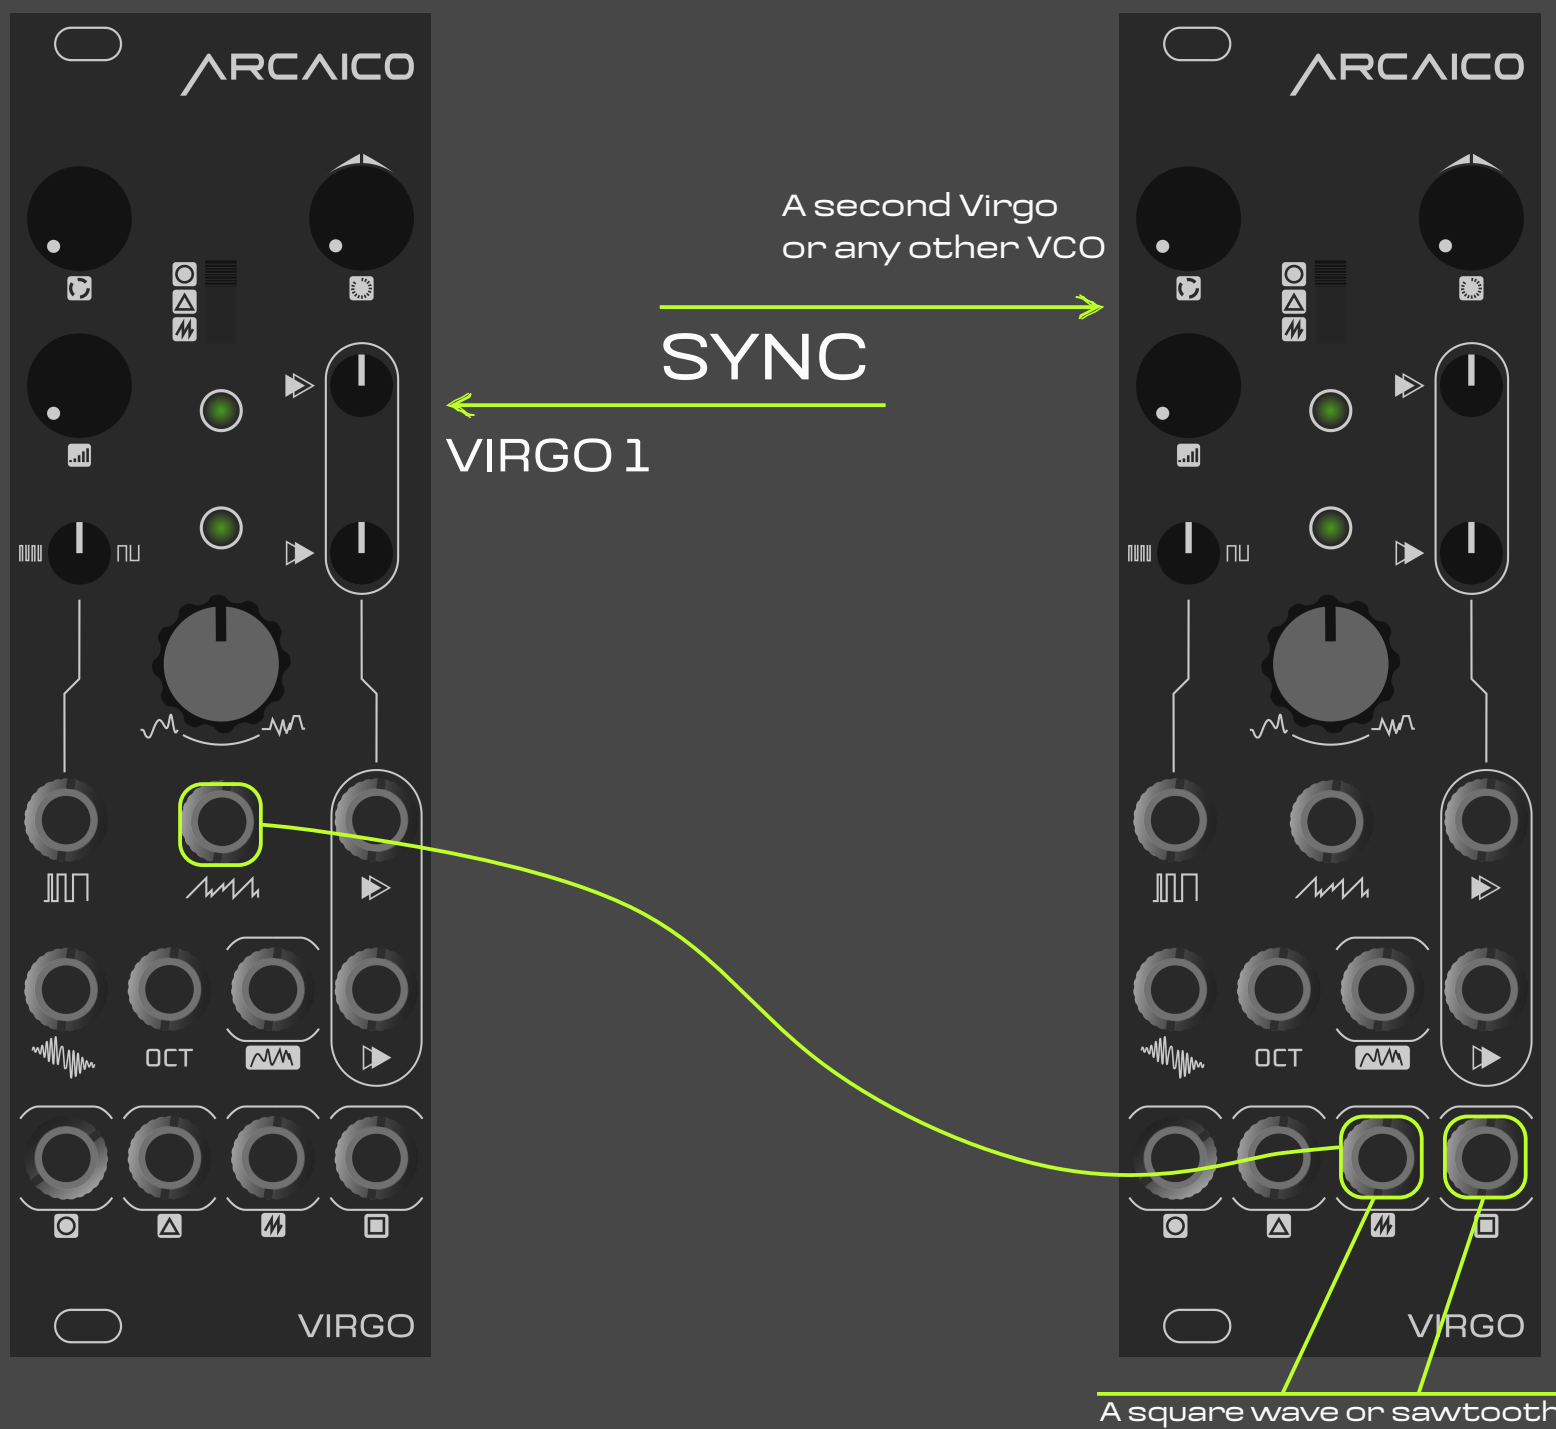 ARCAICO
ARCAICO
A second Virgo
or any other VCO
SYNC
VIRGO 1
OCT
OCT
VIRGO
VIRGO
A square wave or sawtooth